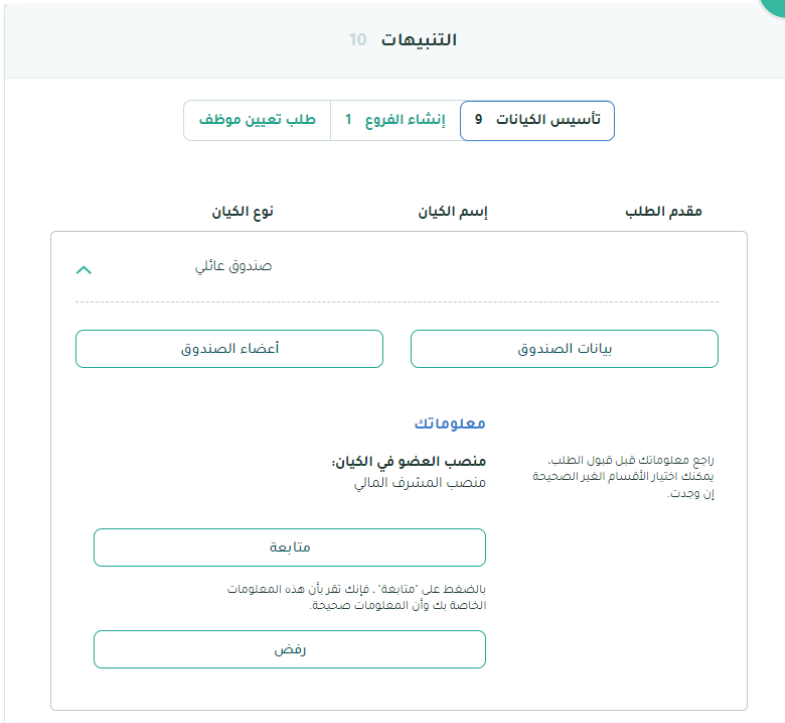 التنبيهات 10
تأسيس الكيانات 9
إنشاء الفروع 1
طلب تعيين موظف
مقدم الطلب
إسم الكيان
نوع الكيان
صندوق عائلي
بيانات الصندوق
أعضاء الصندوق
معلوماتك
راجع معلوماتك قبل قبول الطلب.
يمكنك اختيار الأقسام الغير الصحيحة
إن وجدت.
منصب العضو في الكيان:
منصب المشرف المالي
متابعة
بالضغط على "متابعة" ، فإنك تقر بأن هذه المعلومات
الخاصة بك وأن المعلومات صحيحة.
رفض